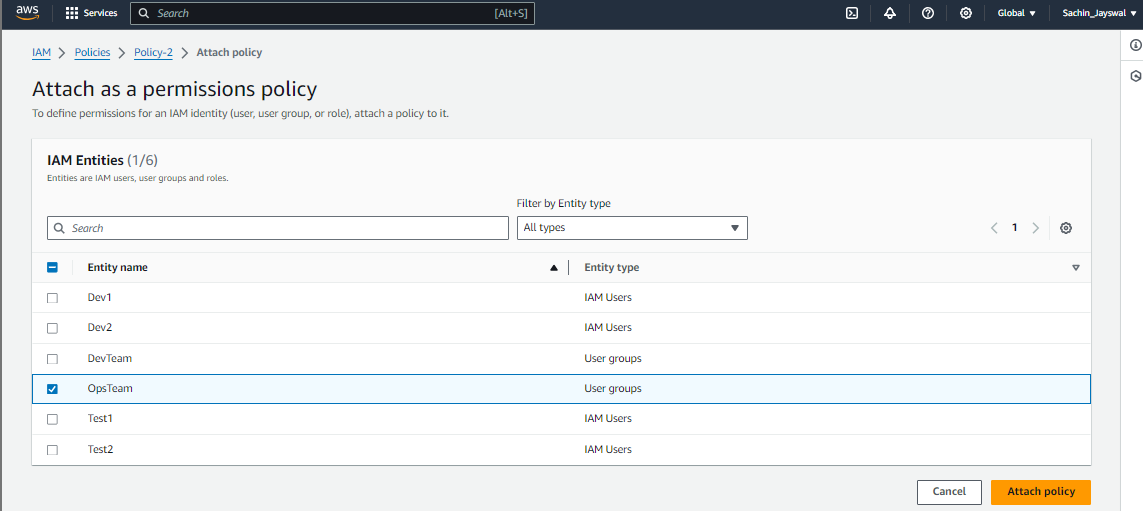 aws Services Search [Alt+S] Global Sachin_Jayswal
IAM Policies Policy-2 Attach policy
Attach as a permissions policy
To define permissions for an IAM identity (user, user group, or role), attach a policy to it.
IAM Entities (1/6)
Entities are IAM users, user groups and roles.
Filter by Entity type
Search All types 1
Entity name Entity type
Dev1 IAM Users
Dev2 IAM Users
DevTeam User groups
OpsTeam User groups
Test1 IAM Users
Test2 IAM Users
Cancel Attach policy